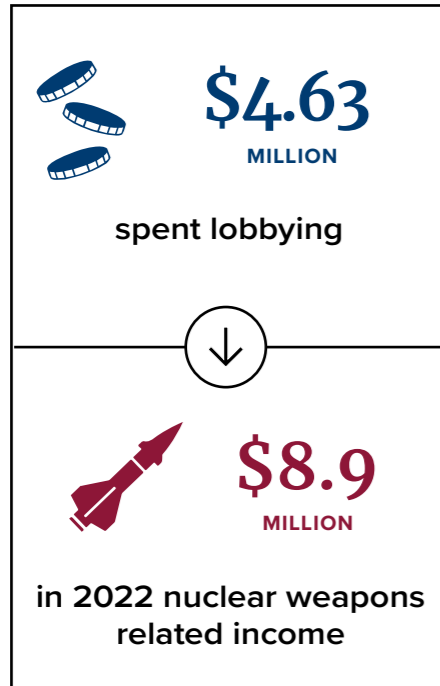 $4.63
MILLION
spent lobbying
$8.9
MILLION
in 2022 nuclear weapons
related income